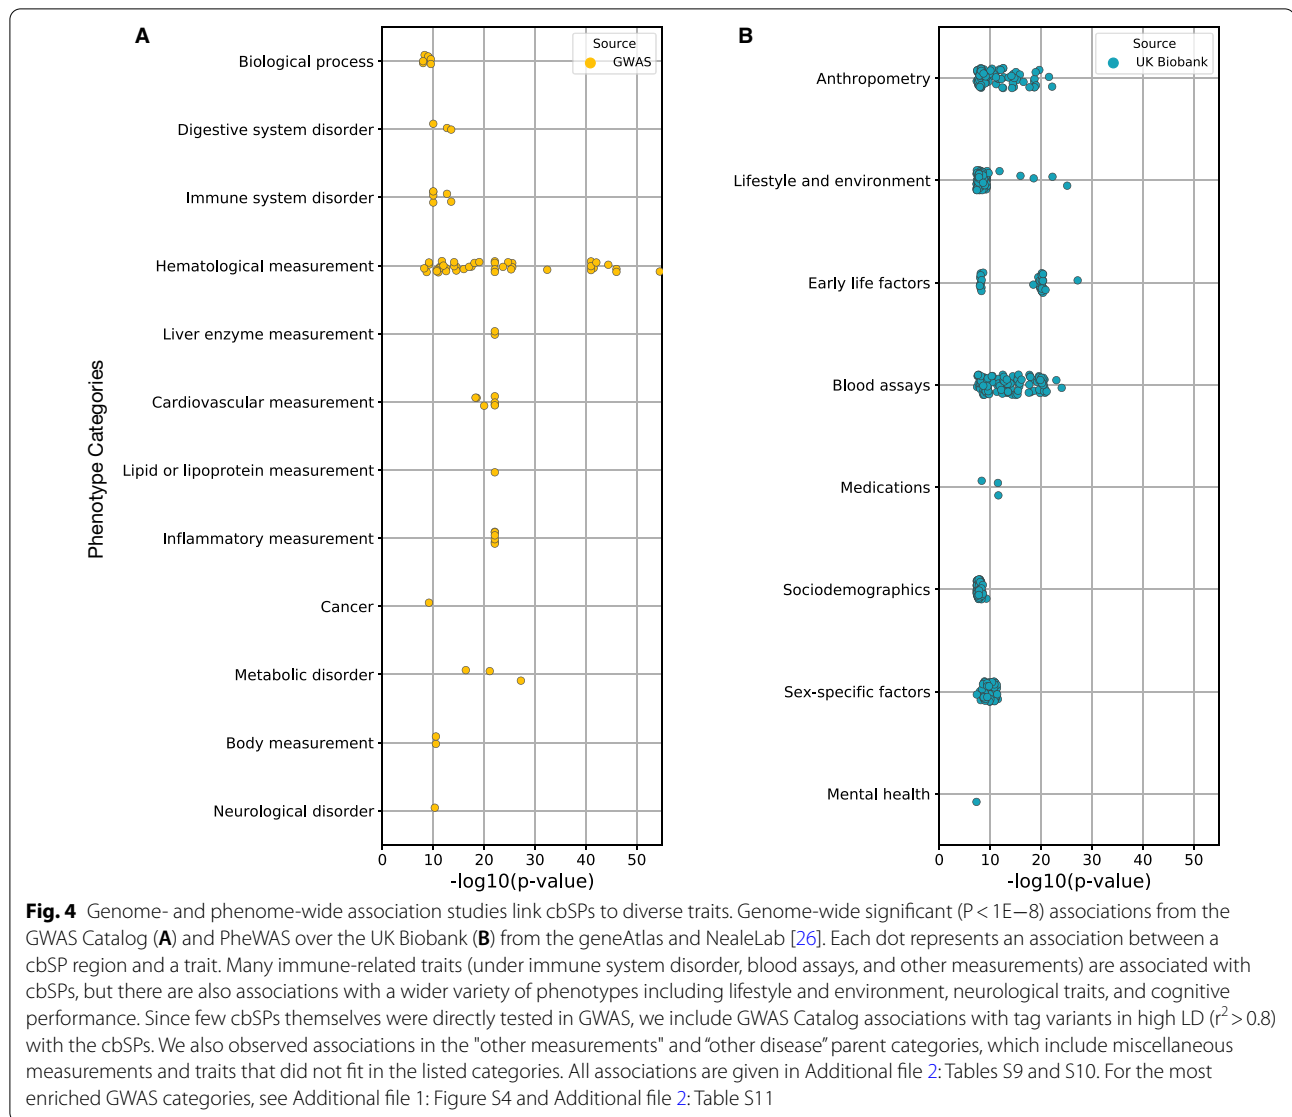 A
Source
GWAS
Phenotype Categories
Biological process
Digestive system disorder
Immune system disorder
Hematological measurement
Liver enzyme measurement
Cardiovascular measurement
Lipid or lipoprotein measurement
Inflammatory measurement
Cancer
Metabolic disorder
Body measurement
Neurological disorder
0 10 20 30 40 50
-log10(p-value)
B
Source
UK Biobank
Anthropometry
Lifestyle and environment
Early life factors
Blood assays
Medications
Sociodemographics
Sex-specific factors
Mental health
0 10 20 30 40 50
-log10(p-value)
Fig. 4 Genome- and phenome-wide association studies link cbSPs to diverse traits. Genome-wide significant (P < 1E−8) associations from the
GWAS Catalog (A) and PheWAS over the UK Biobank (B) from the geneAtlas and NealeLab [26]. Each dot represents an association between a
cbSP region and a trait. Many immune-related traits (under immune system disorder, blood assays, and other measurements) are associated with
cbSPs, but there are also associations with a wider variety of phenotypes including lifestyle and environment, neurological traits, and cognitive
performance. Since few cbSPs themselves were directly tested in GWAS, we include GWAS Catalog associations with tag variants in high LD (r² > 0.8)
with the cbSPs. We also observed associations in the "other measurements" and “other disease” parent categories, which include miscellaneous
measurements and traits that did not fit in the listed categories. All associations are given in Additional file 2: Tables S9 and S10. For the most
enriched GWAS categories, see Additional file 1: Figure S4 and Additional file 2: Table S11